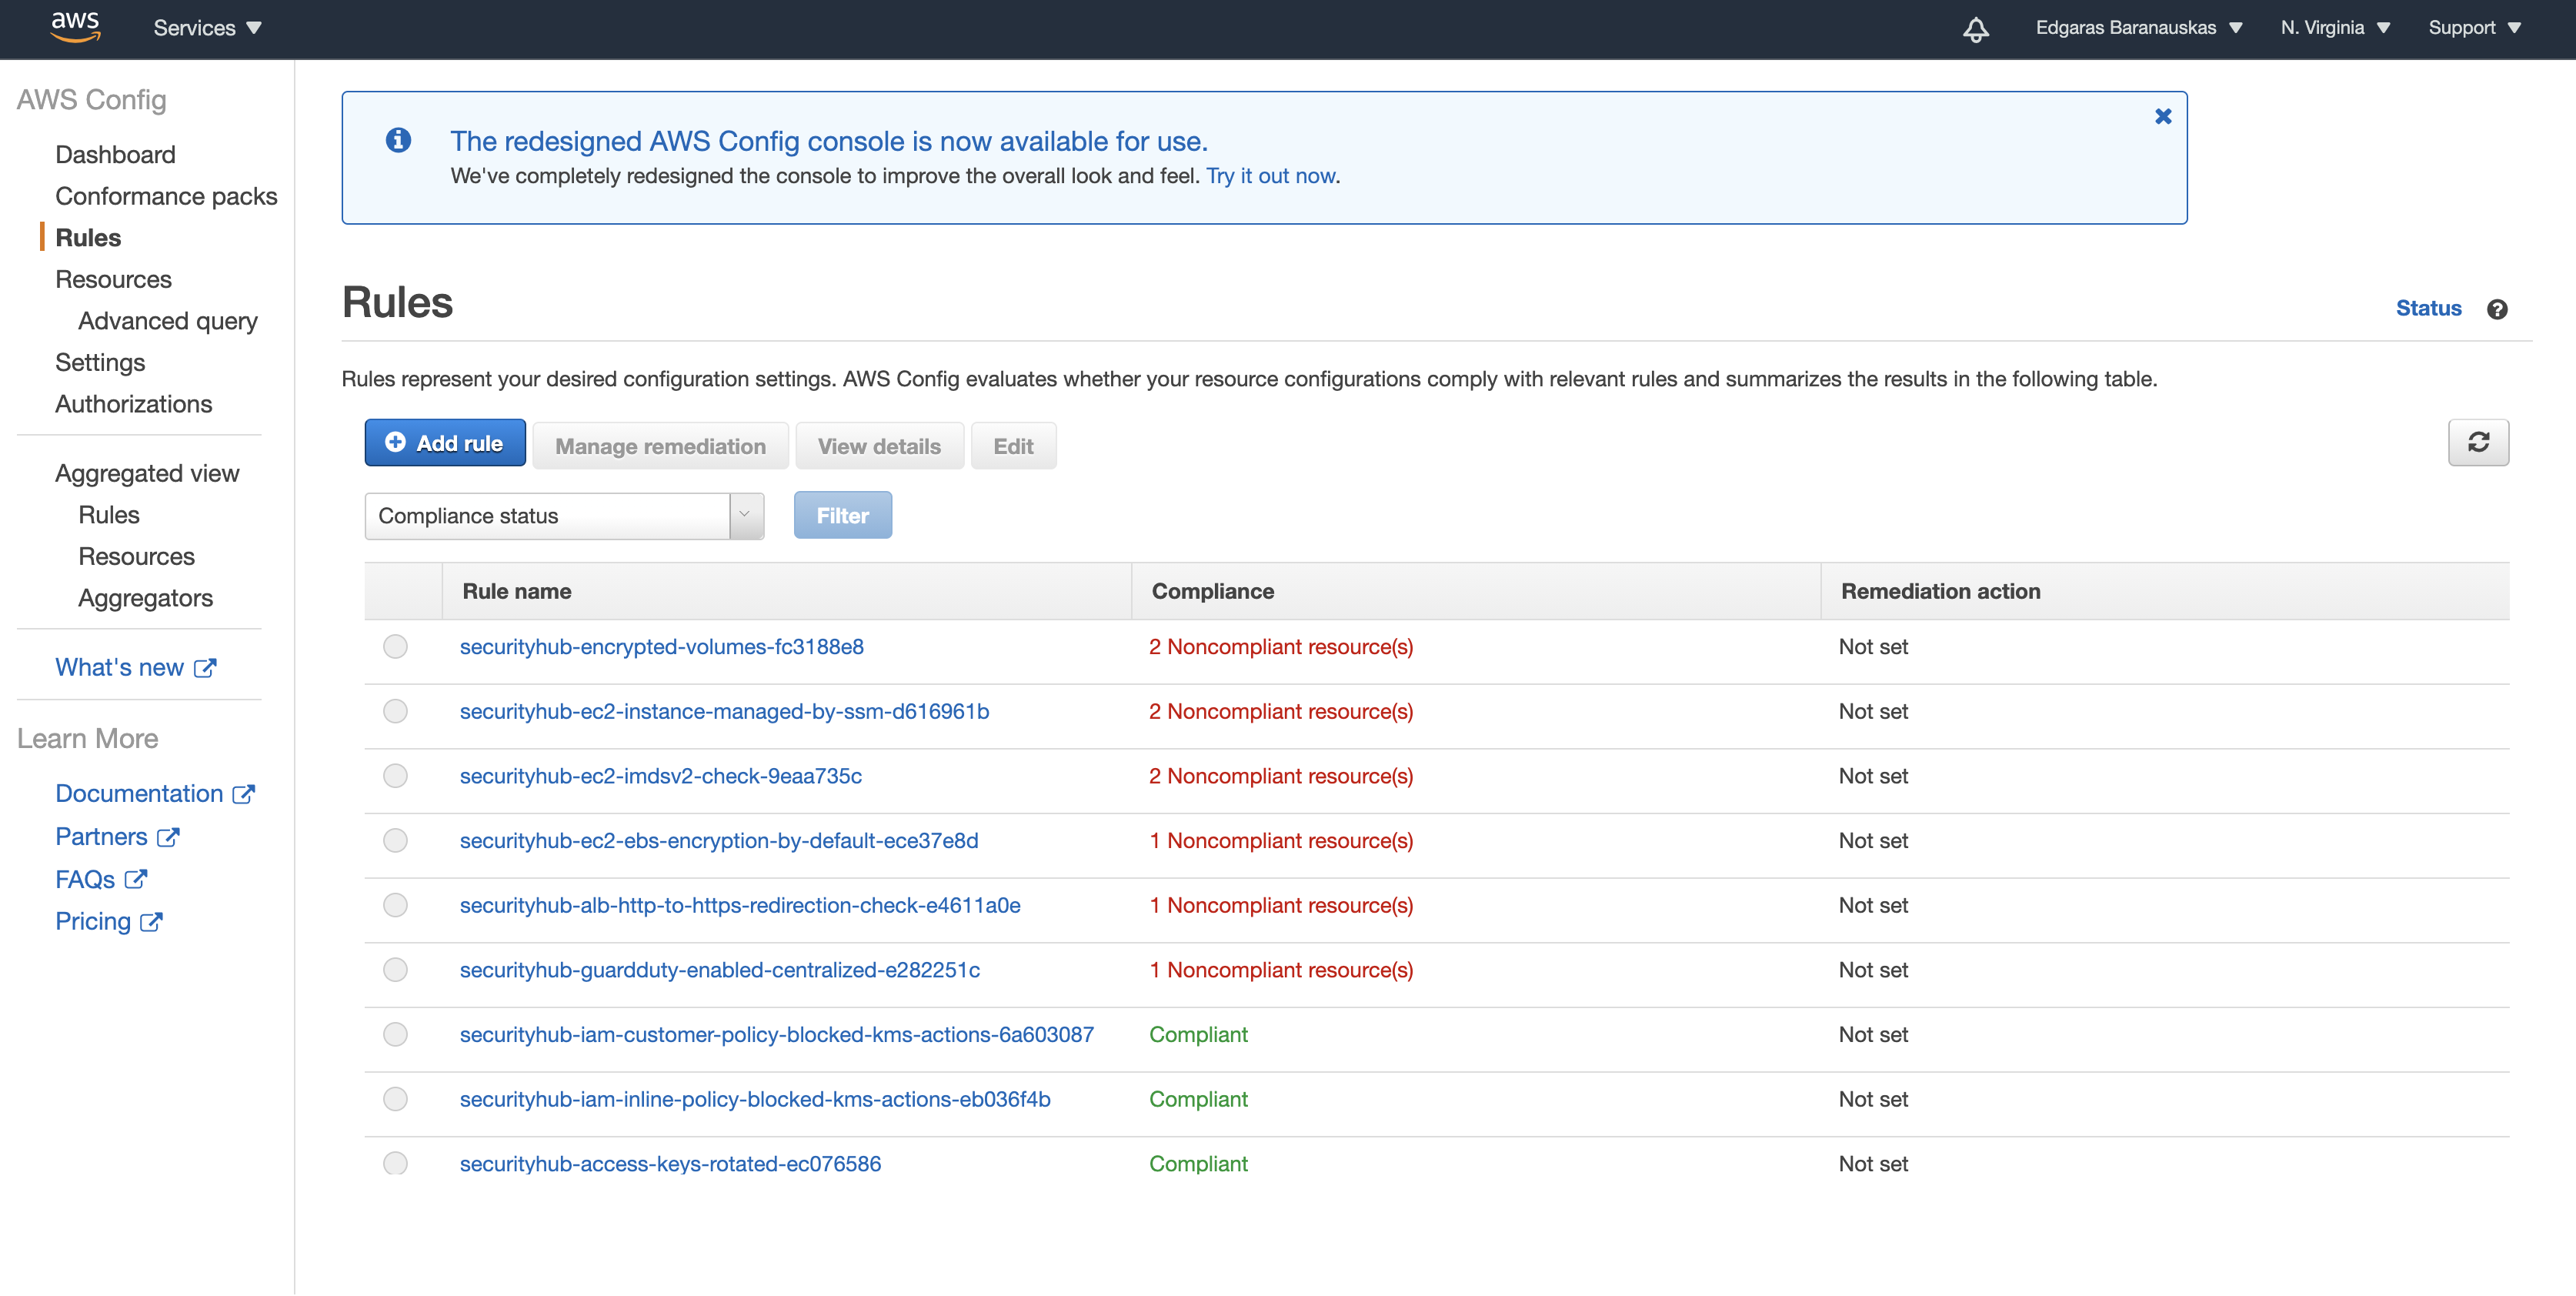 aws
Services
Edgaras Baranauskas
N. Virginia
Support
AWS Config
Dashboard
Conformance packs
Rules
Resources
Advanced query
Settings
Authorizations
Aggregated view
Rules
Resources
Aggregators
What's new
Learn More
Documentation
Partners
FAQs
Pricing
The redesigned AWS Config console is now available for use.
We've completely redesigned the console to improve the overall look and feel. Try it out now.
Rules
Status
Rules represent your desired configuration settings. AWS Config evaluates whether your resource configurations comply with relevant rules and summarizes the results in the following table.
Add rule
Manage remediation
View details
Edit
Compliance status
Filter
Rule name Compliance Remediation action
securityhub-encrypted-volumes-fc3188e8 2 Noncompliant resource(s) Not set
securityhub-ec2-instance-managed-by-ssm-d616961b 2 Noncompliant resource(s) Not set
securityhub-ec2-imdsv2-check-9eaa735c 2 Noncompliant resource(s) Not set
securityhub-ec2-ebs-encryption-by-default-ece37e8d 1 Noncompliant resource(s) Not set
securityhub-alb-http-to-https-redirection-check-e4611a0e 1 Noncompliant resource(s) Not set
securityhub-guardduty-enabled-centralized-e282251c 1 Noncompliant resource(s) Not set
securityhub-iam-customer-policy-blocked-kms-actions-6a603087 Compliant Not set
securityhub-iam-inline-policy-blocked-kms-actions-eb036f4b Compliant Not set
securityhub-access-keys-rotated-ec076586 Compliant Not set